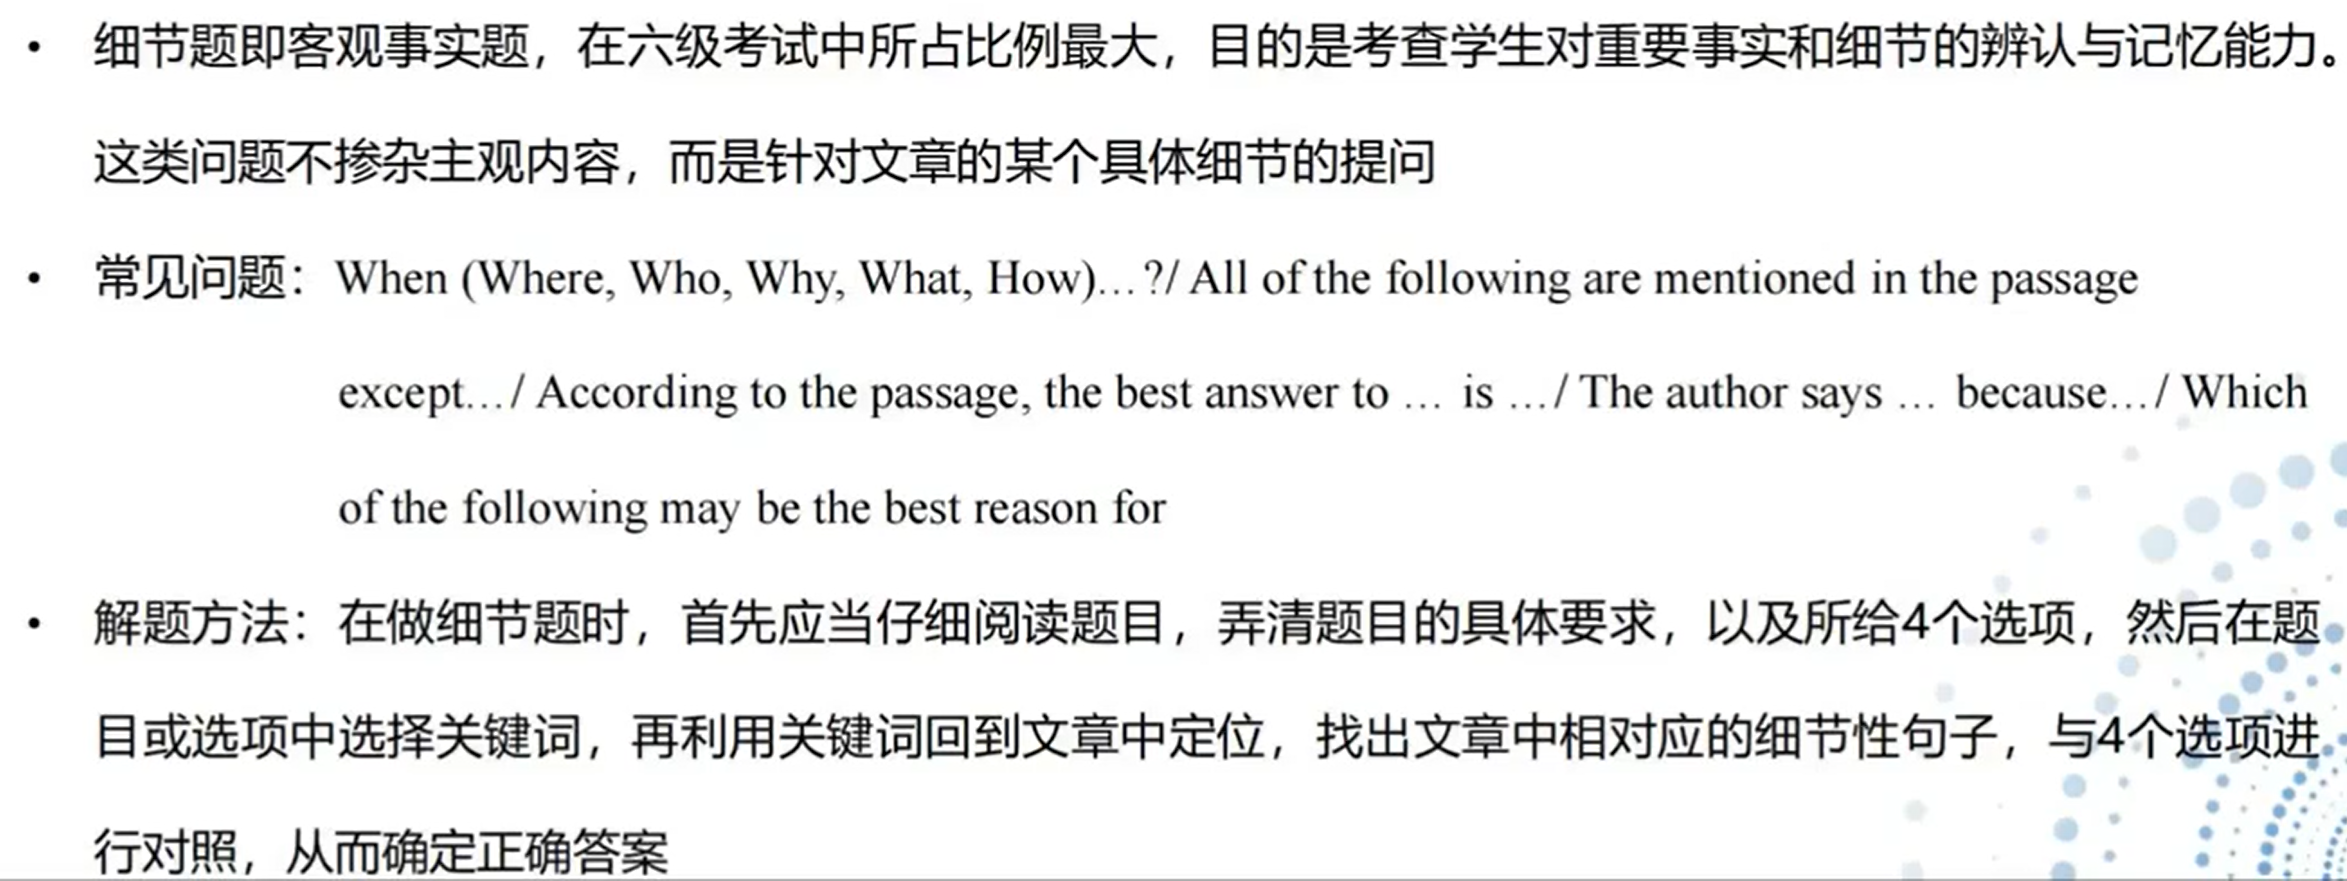 • 细节题即客观事实题，在六级考试中所占比例最大，目的是考查学生对重要事实和细节的辨认与记忆能力。
这类问题不掺杂主观内容，而是针对文章的某个具体细节的提问
• 常见问题：When (Where, Who, Why, What, How)…?/ All of the following are mentioned in the passage
except…/ According to the passage, the best answer to … is …/ The author says … because…/ Which
of the following may be the best reason for
• 解题方法：在做细节题时，首先应当仔细阅读题目，弄清题目的具体要求，以及所给4个选项，然后在题
目或选项中选择关键词，再利用关键词回到文章中定位，找出文章中相对应的细节性句子，与4个选项进
行对照，从而确定正确答案